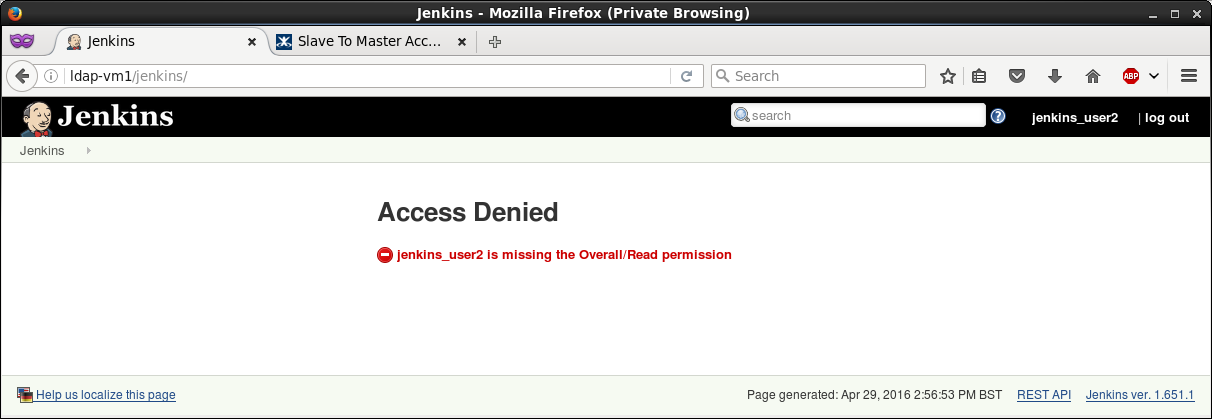 Jenkins - Mozilla Firefox (Private Browsing)
Jenkins
Slave To Master Acc...
ldap-vm1/jenkins/
Search
ABP
Jenkins
search
jenkins_user2 | log out
Jenkins
Access Denied
jenkins_user2 is missing the Overall/Read permission
Help us localize this page
Page generated: Apr 29, 2016 2:56:53 PM BST REST API Jenkins ver. 1.651.1